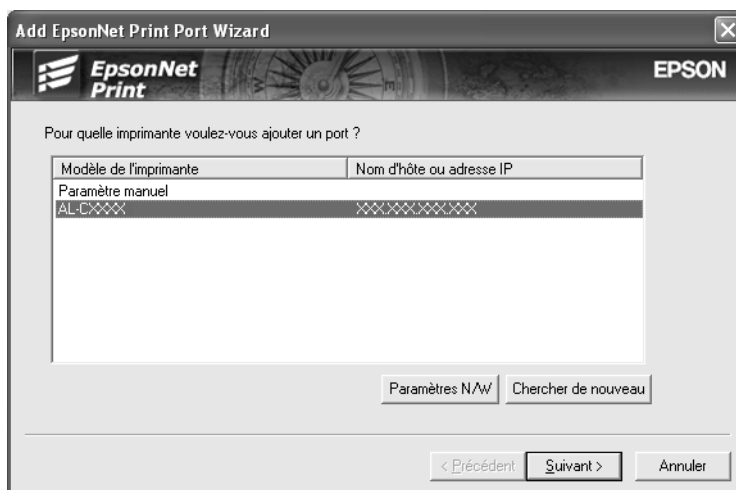 Add EpsonNet Print Port Wizard
EpsonNet
Print
EPSON
Pour quelle imprimante voulez-vous ajouter un port ?
Modèle de l'imprimante Nom d'hôte ou adresse IP
Paramètre manuel
AL-CXXXX XXX.XXX.XXX.XXX
Paramètres N/W Chercher de nouveau
< Précédent Suivant > Annuler